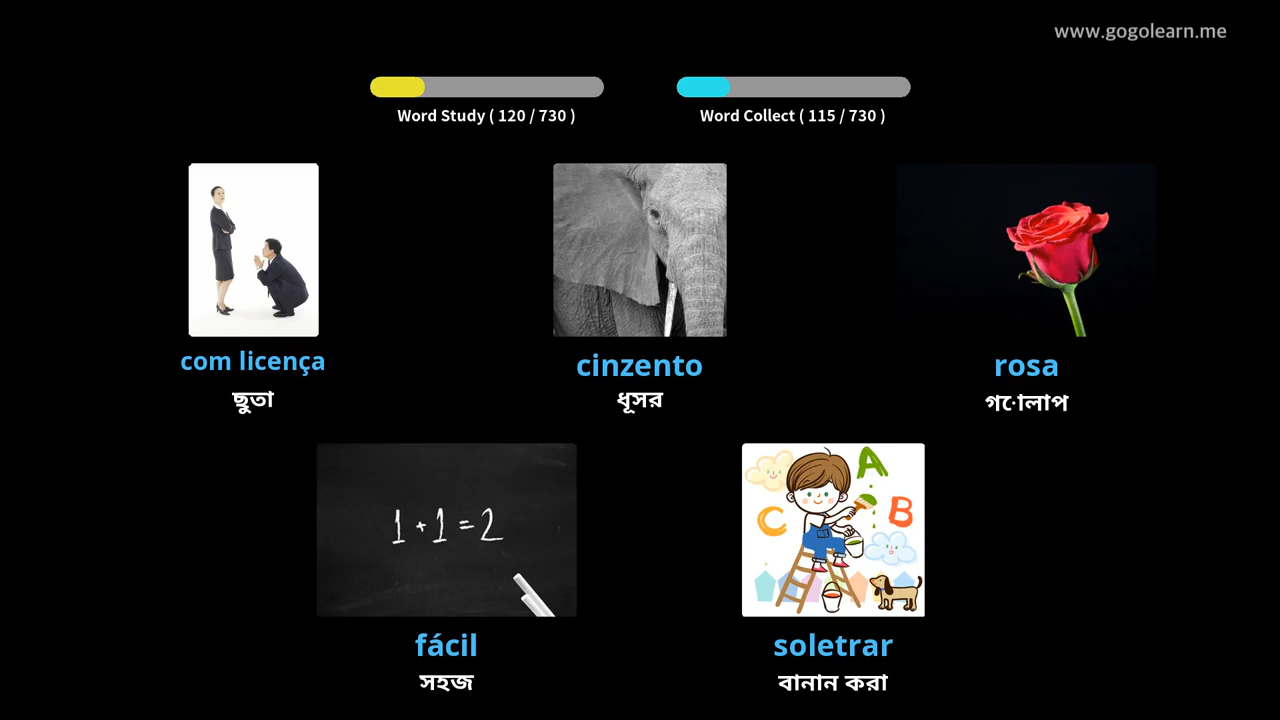 www.gogolearn.me
Word Study ( 120 / 730 )
Word Collect ( 115 / 730 )
com licença
ছুতা
cinzento
ধূসর
rosa
গোলাপ
1 + 1 = 2
fácil
সহজ
A
B
C
soletrar
বানান করা